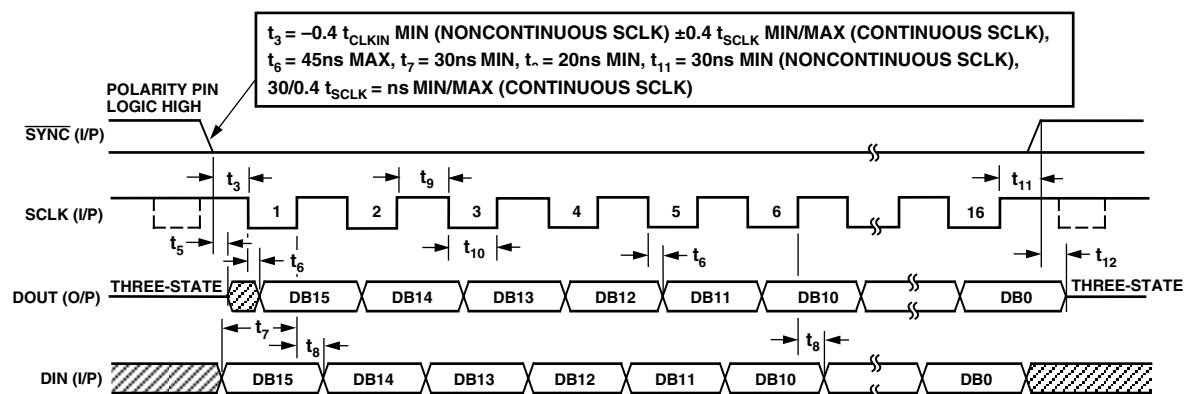 t3 = –0.4 tCLKIN MIN (NONCONTINUOUS SCLK) ±0.4 tSCLK MIN/MAX (CONTINUOUS SCLK),
t6 = 45ns MAX, t7 = 30ns MIN, = 20ns MIN, t11 = 30ns MIN (NONCONTINUOUS SCLK),
30/0.4 tSCLK = ns MIN/MAX (CONTINUOUS SCLK)
POLARITY PIN
LOGIC HIGH
SYNC (I/P)
t3
t9
t11
SCLK (I/P)
1
2
3
4
5
6
16
t5
t6
t10
t6
t12
THREE-STATE
THREE-STATE
DOUT (O/P)
DB15
DB14
DB13
DB12
DB11
DB10
DB0
t7
t8
t8
DIN (I/P)
DB15
DB14
DB13
DB12
DB11
DB10
DB0